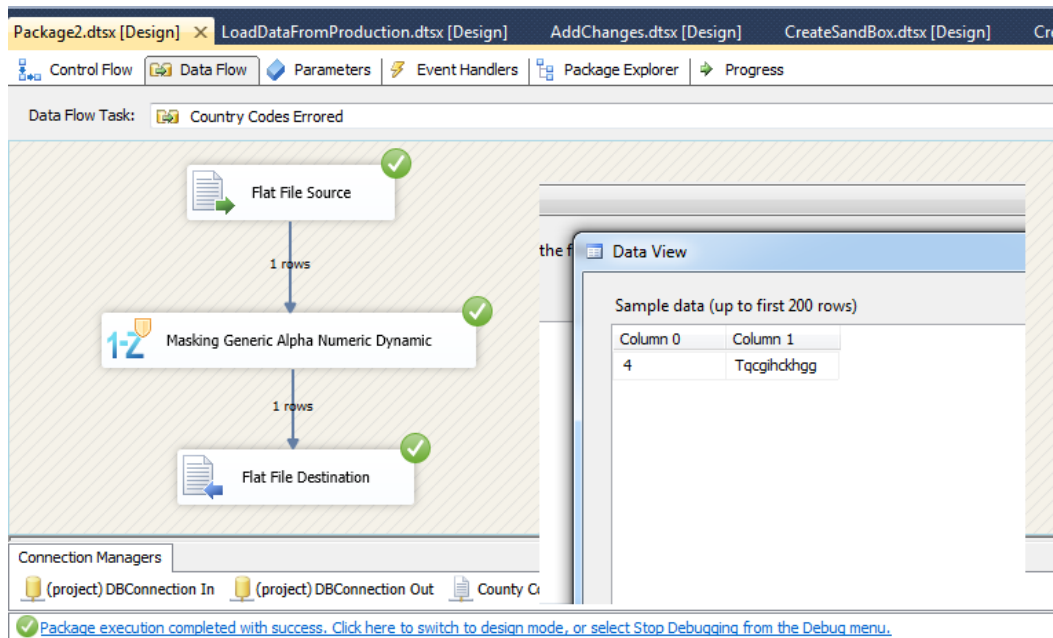 Package2.dtsx [Design] LoadDataFromProduction.dtsx [Design] AddChanges.dtsx [Design] CreateSandBox.dtsx [Design] Cr
Control Flow Data Flow Parameters Event Handlers Package Explorer Progress
Data Flow Task: Country Codes Errored
Flat File Source
1 rows
1-Z Masking Generic Alpha Numeric Dynamic
1 rows
Flat File Destination
the f
Data View
Sample data (up to first 200 rows)
Column 0 Column 1
4 Tqcgihckhgg
Connection Managers
(project) DBConnection In (project) DBConnection Out County C
Package execution completed with success. Click here to switch to design mode, or select Stop Debugging from the Debug menu.